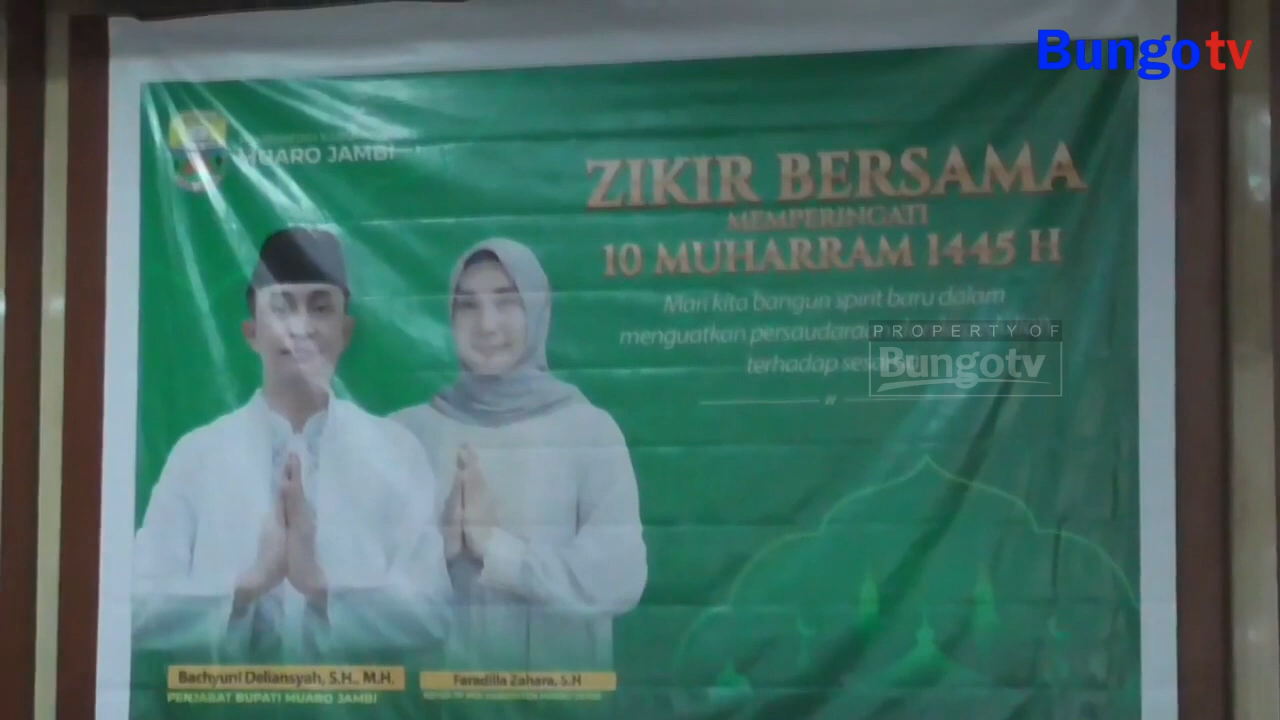 Bungotv
MUARO JAMBI
ZIKIR BERSAMA
MEMPERINGATI
10 MUHARRAM 1445 H
Mari kita bangun spirit baru dalam
menguatkan persaudaraan
terhadap
PROPERTY OF
Bungotv
Bachyuni Deliansyah, S.H., M.H.
PENJABAT BUPATI MUARO JAMBI
Faradilla Zahara, S.H